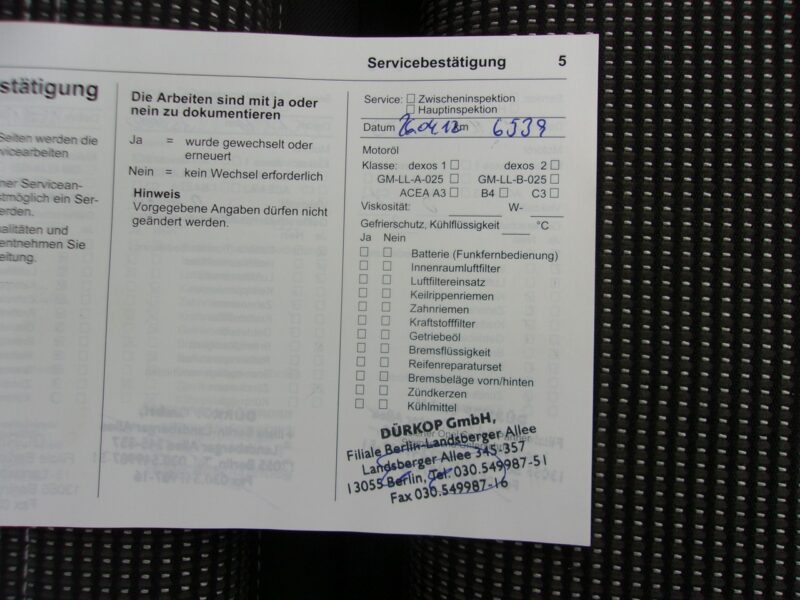 Servicebestätigung 5
stätigung
Seiten werden die
vicearbeiten
ner Servicean-
stmöglich ein Ser-
erden.
alitäten und
entnehmen Sie
eitung.
Die Arbeiten sind mit ja oder
nein zu dokumentieren
Ja = wurde gewechselt oder
erneuert
Nein = kein Wechsel erforderlich
Hinweis
Vorgegebene Angaben dürfen nicht
geändert werden.
Service: Zwischeninspektion
Hauptinspektion
Datum 26.04.12 km 6539
Motoröl
Klasse: dexos 1 dexos 2
GM-LL-A-025 GM-LL-B-025
ACEA A3 B4 C3
Viskosität: W-
Gefrierschutz, Kühlflüssigkeit °C
Ja Nein
Batterie (Funkfernbedienung)
Innenraumluftfilter
Luftfiltereinsatz
Keilrippenriemen
Zahnriemen
Kraftstofffilter
Getriebeöl
Bremsflüssigkeit
Reifenreparaturset
Bremsbeläge vorn/hinten
Zündkerzen
Kühlmittel
DÜRKOP GmbH,
Filiale Berlin-Landsberger Allee
Landsberger Allee 345-357
13055 Berlin, Tel. 030.549987-51
Fax 030.549987-16